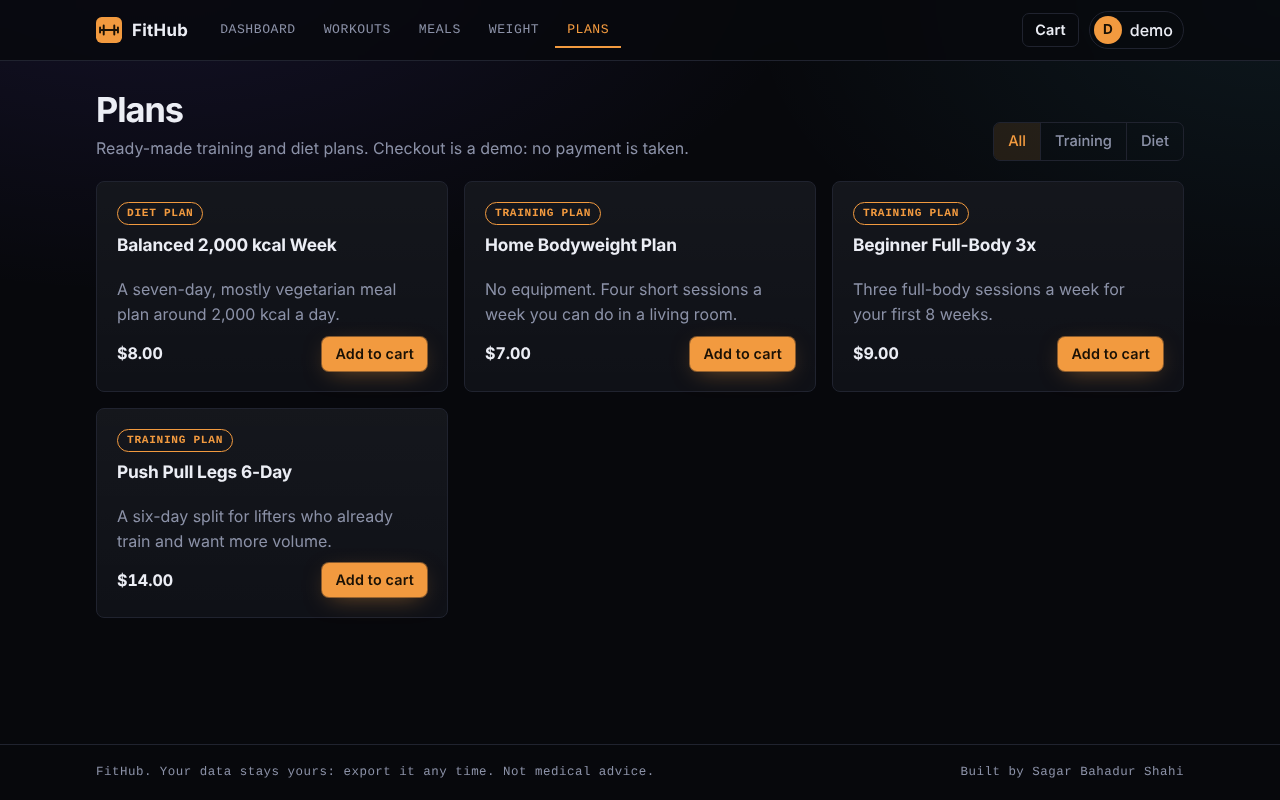 FitHub
DASHBOARD
WORKOUTS
MEALS
WEIGHT
PLANS
Cart
D
demo
Plans
Ready-made training and diet plans. Checkout is a demo: no payment is taken.
All
Training
Diet
DIET PLAN
Balanced 2,000 kcal Week
A seven-day, mostly vegetarian meal
plan around 2,000 kcal a day.
$8.00
Add to cart
TRAINING PLAN
Home Bodyweight Plan
No equipment. Four short sessions a
week you can do in a living room.
$7.00
Add to cart
TRAINING PLAN
Beginner Full-Body 3x
Three full-body sessions a week for
your first 8 weeks.
$9.00
Add to cart
TRAINING PLAN
Push Pull Legs 6-Day
A six-day split for lifters who already
train and want more volume.
$14.00
Add to cart
FitHub. Your data stays yours: export it any time. Not medical advice.
Built by Sagar Bahadur Shahi